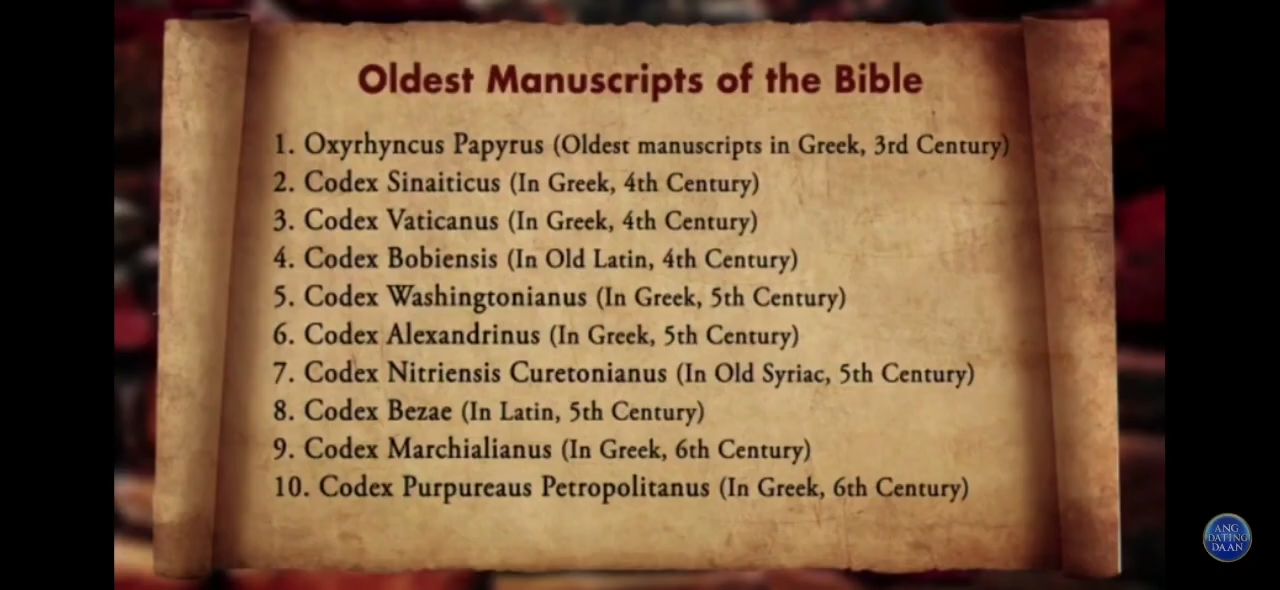 Oldest Manuscripts of the Bible
1. Oxyrhyncus Papyrus (Oldest manuscripts in Greek, 3rd Century)
2. Codex Sinaiticus (In Greek, 4th Century)
3. Codex Vaticanus (In Greek, 4th Century)
4. Codex Bobiensis (In Old Latin, 4th Century)
5. Codex Washingtonianus (In Greek, 5th Century)
6. Codex Alexandrinus (In Greek, 5th Century)
7. Codex Nitriensis Curetonianus (In Old Syriac, 5th Century)
8. Codex Bezae (In Latin, 5th Century)
9. Codex Marchialianus (In Greek, 6th Century)
10. Codex Purpureaus Petropolitanus (In Greek, 6th Century)
ANG
DATING
DAAN